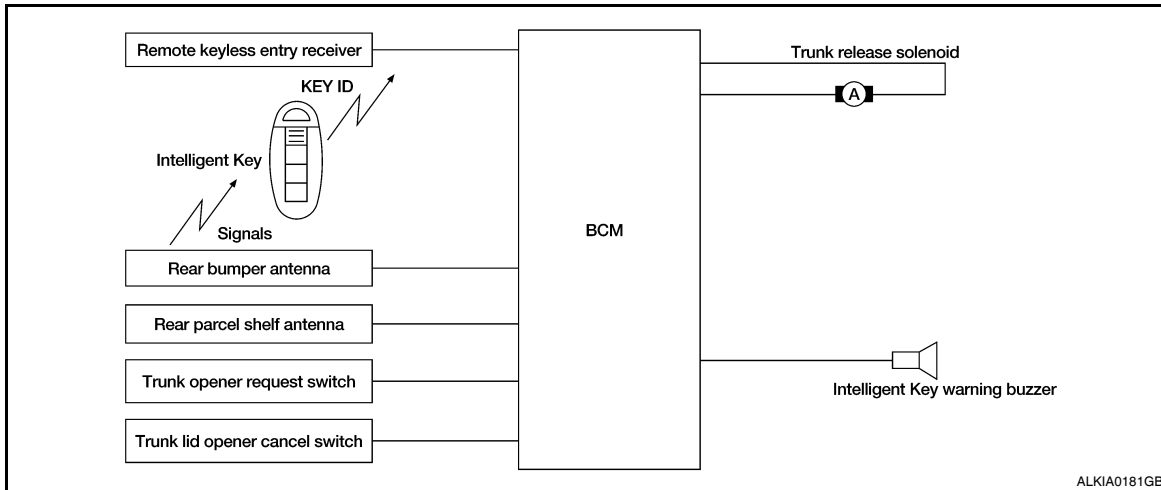 Remote keyless entry receiver
KEY ID
Intelligent Key
Signals
Rear bumper antenna
Rear parcel shelf antenna
Trunk opener request switch
Trunk lid opener cancel switch
BCM
Trunk release solenoid
A
Intelligent Key warning buzzer
ALKIA0181GB